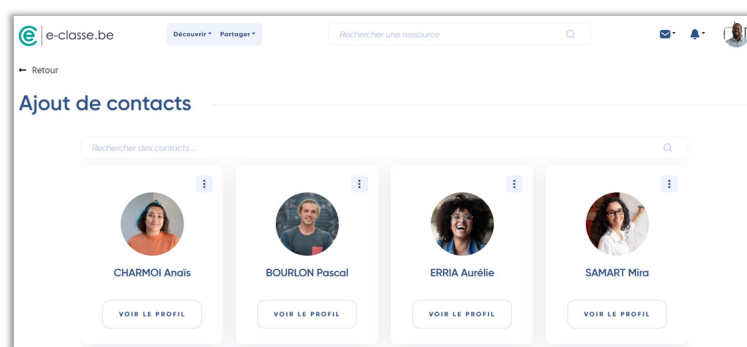 e-classe.be
Découvrir Partager
Rechercher une ressource
← Retour
Ajout de contacts
Rechercher des contacts ...
CHARMOI Anaïs
BOURLON Pascal
ERRIA Aurélie
SAMART Mira
VOIR LE PROFIL
VOIR LE PROFIL
VOIR LE PROFIL
VOIR LE PROFIL